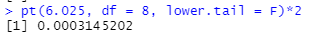 > pt(6.025, df = 8, lower.tail = F)*2
[1] 0.0003145202